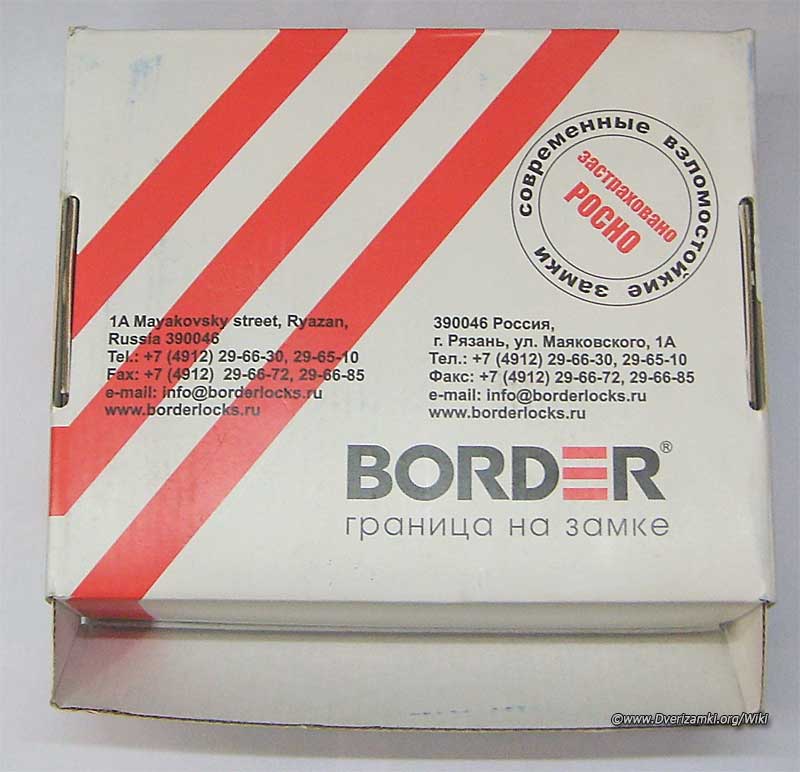 современные взломостойкие замки
застраховано
РОСНО
1A Mayakovsky street, Ryazan,
Russia 390046
Tel.: +7 (4912) 29-66-30, 29-65-10
Fax: +7 (4912) 29-66-72, 29-66-85
e-mail: info@borderlocks.ru
www.borderlocks.ru
390046 Россия,
г. Рязань, ул. Маяковского, 1А
Тел.: +7 (4912) 29-66-30, 29-65-10
Факс: +7 (4912) 29-66-72, 29-66-85
e-mail: info@borderlocks.ru
www.borderlocks.ru
BORDER®
граница на замке
©www.Dverizamki.org/Wiki